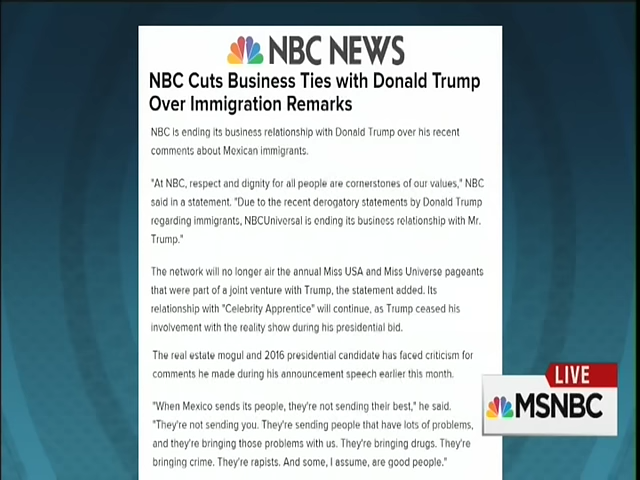 NBC NEWS
NBC Cuts Business Ties with Donald Trump
Over Immigration Remarks
NBC is ending its business relationship with Donald Trump over his recent
comments about Mexican immigrants.
"At NBC, respect and dignity for all people are cornerstones of our values," NBC
said in a statement. "Due to the recent derogatory statements by Donald Trump
regarding immigrants, NBCUniversal is ending its business relationship with Mr.
Trump."
The network will no longer air the annual Miss USA and Miss Universe pageants
that were part of a joint venture with Trump, the statement added. Its
relationship with "Celebrity Apprentice" will continue, as Trump ceased his
involvement with the reality show during his presidential bid.
The real estate mogul and 2016 presidential candidate has faced criticism for
comments he made during his announcement speech earlier this month.
"When Mexico sends its people, they're not sending their best," he said.
"They're not sending you. They're sending people that have lots of problems,
and they're bringing those problems with us. They're bringing drugs. They're
bringing crime. They're rapists. And some, I assume, are good people."
LIVE
MSNBC